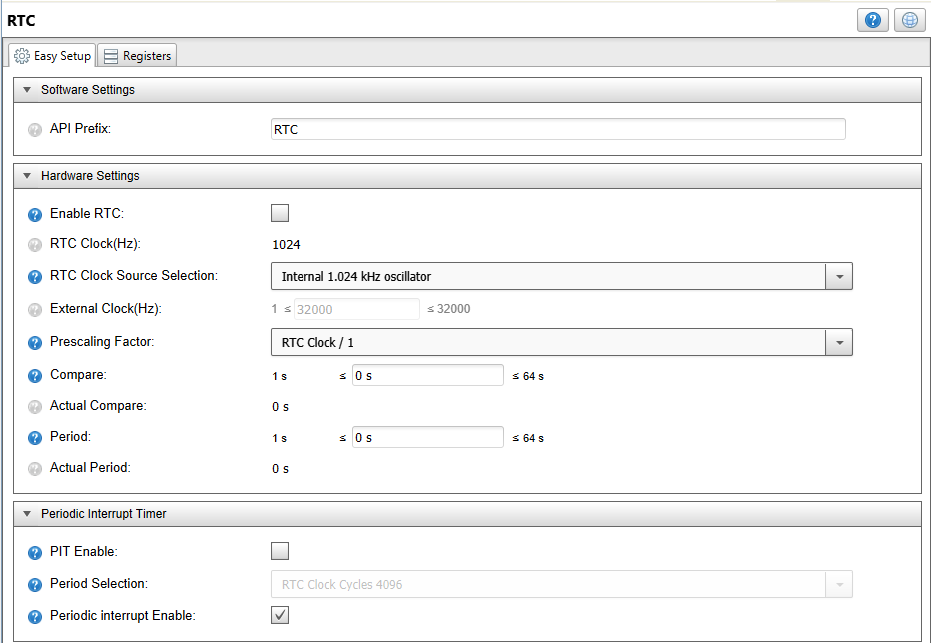 RTC
Easy Setup Registers
Software Settings
API Prefix: RTC
Hardware Settings
Enable RTC:
RTC Clock(Hz): 1024
RTC Clock Source Selection: Internal 1.024 kHz oscillator
External Clock(Hz): 1 ≤ 32000 ≤ 32000
Prescaling Factor: RTC Clock / 1
Compare: 1 s ≤ 0 s ≤ 64 s
Actual Compare: 0 s
Period: 1 s ≤ 0 s ≤ 64 s
Actual Period: 0 s
Periodic Interrupt Timer
PIT Enable:
Period Selection: RTC Clock Cycles 4096
Periodic interrupt Enable: